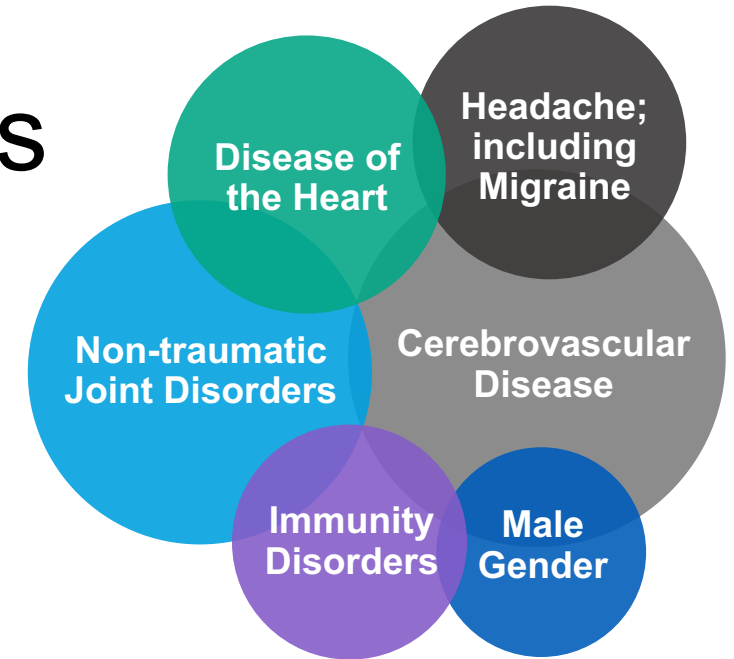 s
Headache;
including
Migraine
Disease of
the Heart
Non-traumatic
Joint Disorders
Cerebrovascular
Disease
Immunity
Disorders
Male
Gender